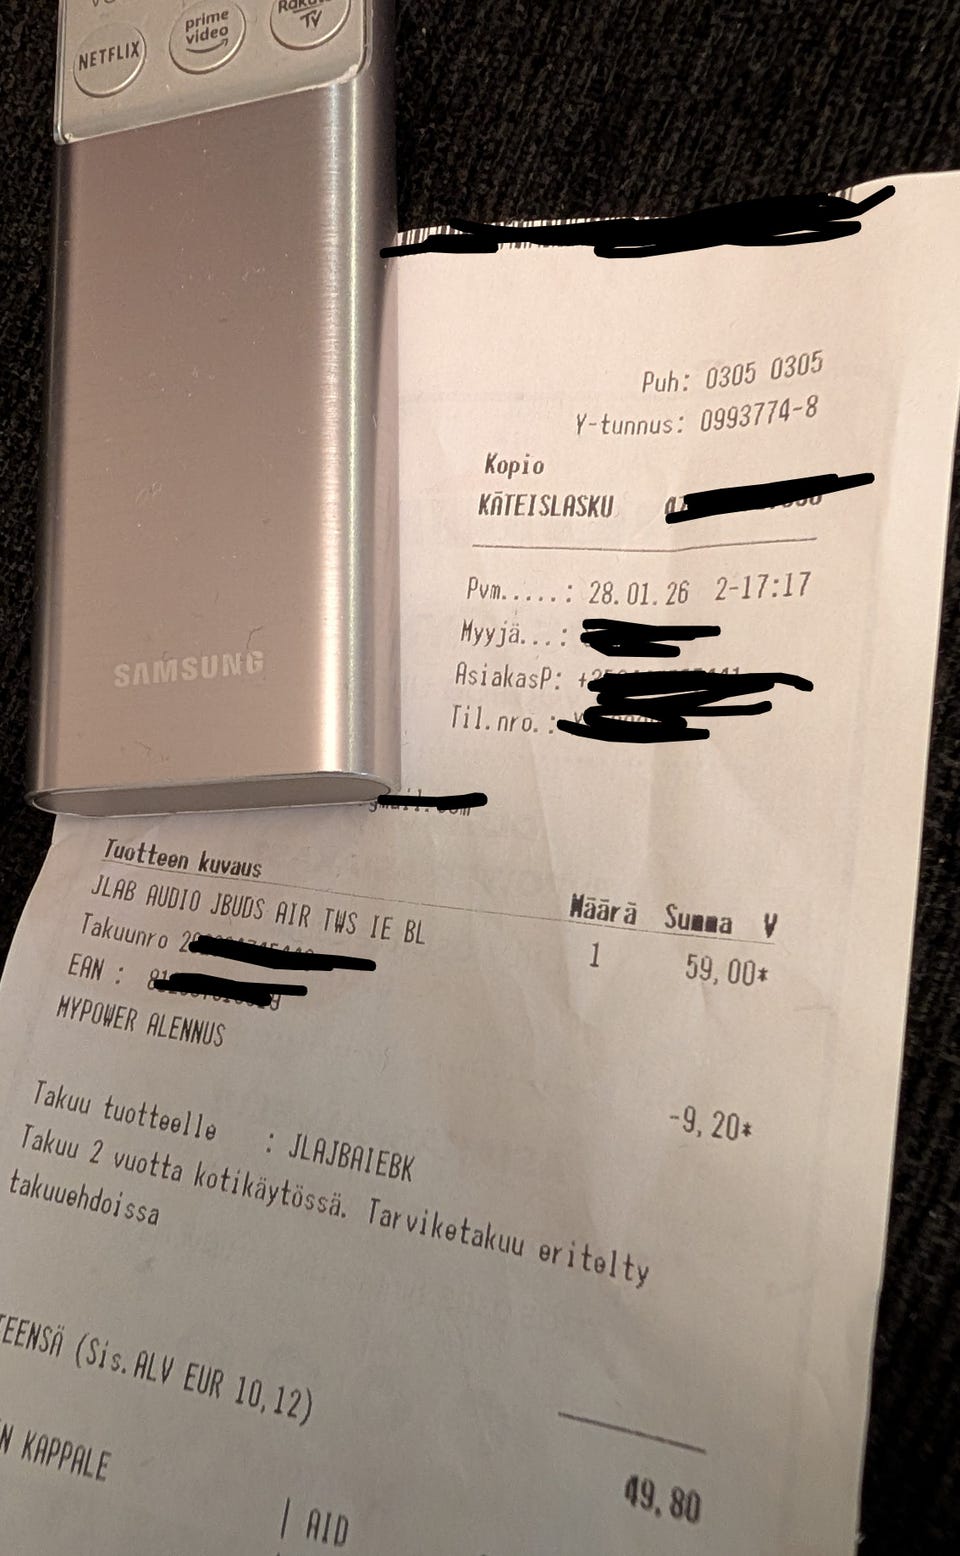 NETFLIX
prime video
Rakuten TV
SAMSUNG
Puh: 0305 0305
Y-tunnus: 0993774-8
Kopio
KÄTEISLASKU
Pvm.....: 28.01.26 2-17:17
Myyjä...:
AsiakasP:
Til.nro.:
Tuotteen kuvaus Määrä Summa V
JLAB AUDIO JBUDS AIR TWS IE BL 1 59,00*
Takuunro
EAN :
MYPOWER ALENNUS -9,20*
Takuu tuotteelle : JLAJBAIEBK
Takuu 2 vuotta kotikäytössä. Tarviketakuu eritelty
takuuehdoissa
TEENSÄ (Sis. ALV EUR 10,12) 49,80
N KAPPALE
| AID